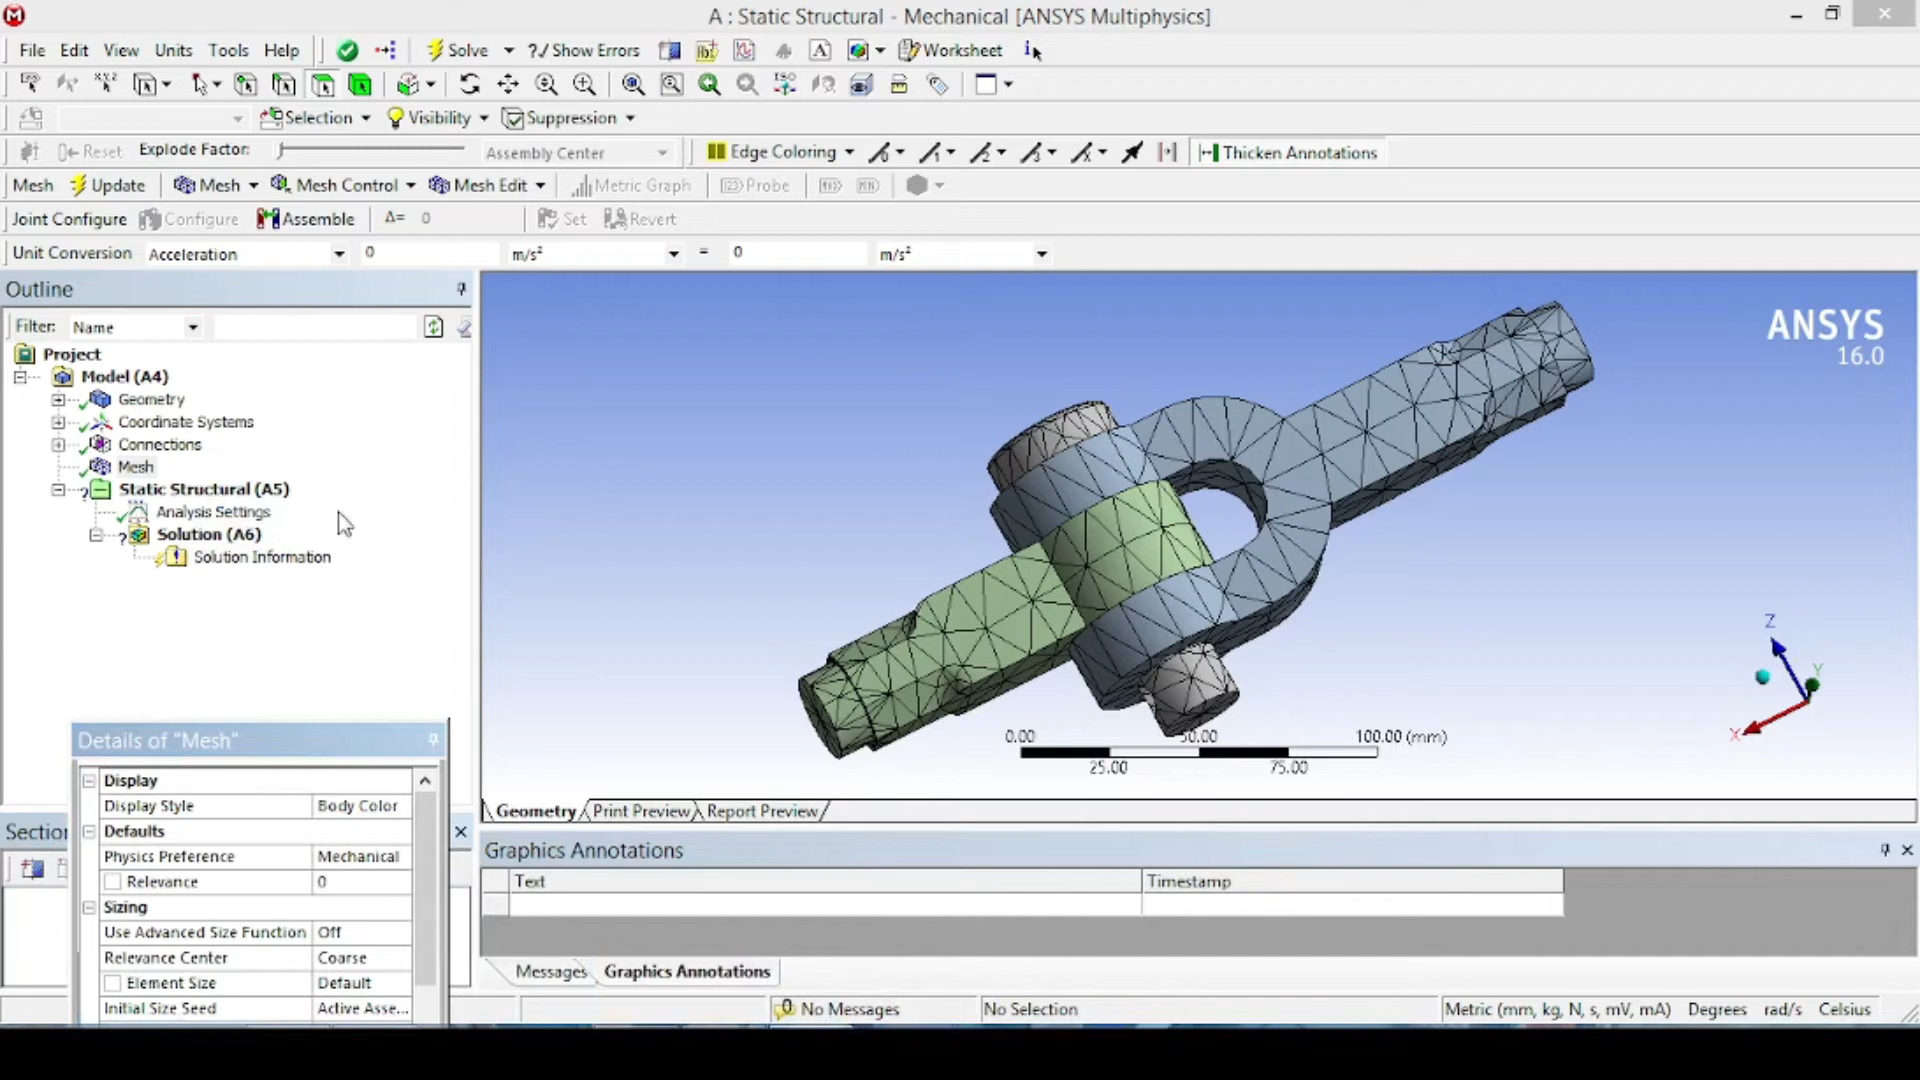 A : Static Structural - Mechanical [ANSYS Multiphysics]
File Edit View Units Tools Help Solve ?/ Show Errors A Worksheet i
Selection Visibility Suppression
Reset Explode Factor: Assembly Center Edge Coloring Thicken Annotations
Mesh Update Mesh Mesh Control Mesh Edit Metric Graph Probe
Joint Configure Configure Assemble Δ= 0 Set Revert
Unit Conversion Acceleration 0 m/s² = 0 m/s²
Outline
Filter: Name
Project
Model (A4)
Geometry
Coordinate Systems
Connections
Mesh
Static Structural (A5)
Analysis Settings
Solution (A6)
Solution Information
ANSYS
16.0
Z
Y
X
0.00 50.00 100.00 (mm)
25.00 75.00
Details of "Mesh"
Display
Display Style Body Color
Defaults
Physics Preference Mechanical
Relevance 0
Sizing
Use Advanced Size Function Off
Relevance Center Coarse
Element Size Default
Initial Size Seed Active Asse...
Section
Geometry Print Preview Report Preview
Graphics Annotations
Text Timestamp
Messages Graphics Annotations
No Messages No Selection Metric (mm, kg, N, s, mV, mA) Degrees rad/s Celsius